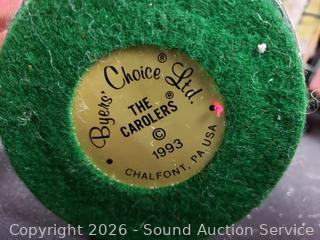 Byers' Choice® Ltd.
THE
CAROLERS®
©
1993
CHALFONT, PA USA
Copyright 2026 - Sound Auction Service